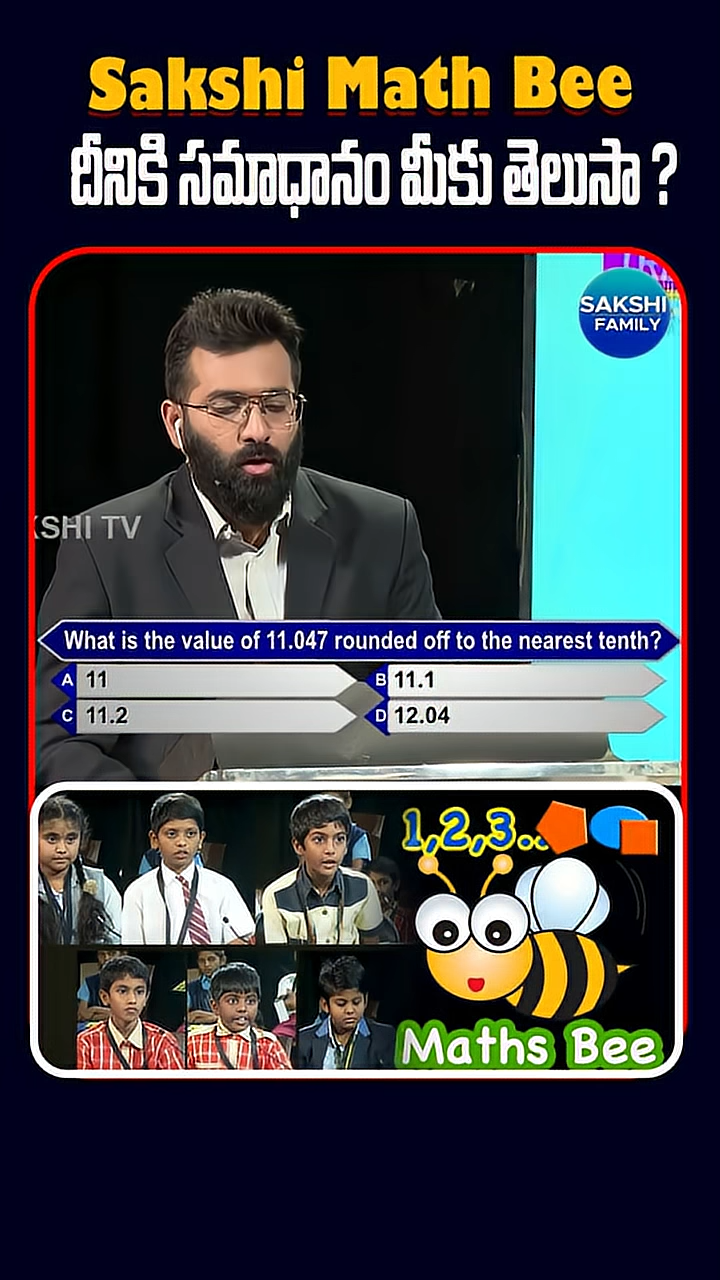 Sakshi Math Bee
దీనికి సమాధానం మీకు తెలుసా ?
SAKSHI
FAMILY
KSHI TV
What is the value of 11.047 rounded off to the nearest tenth?
A 11
B 11.1
C 11.2
D 12.04
1,2,3..
Maths Bee